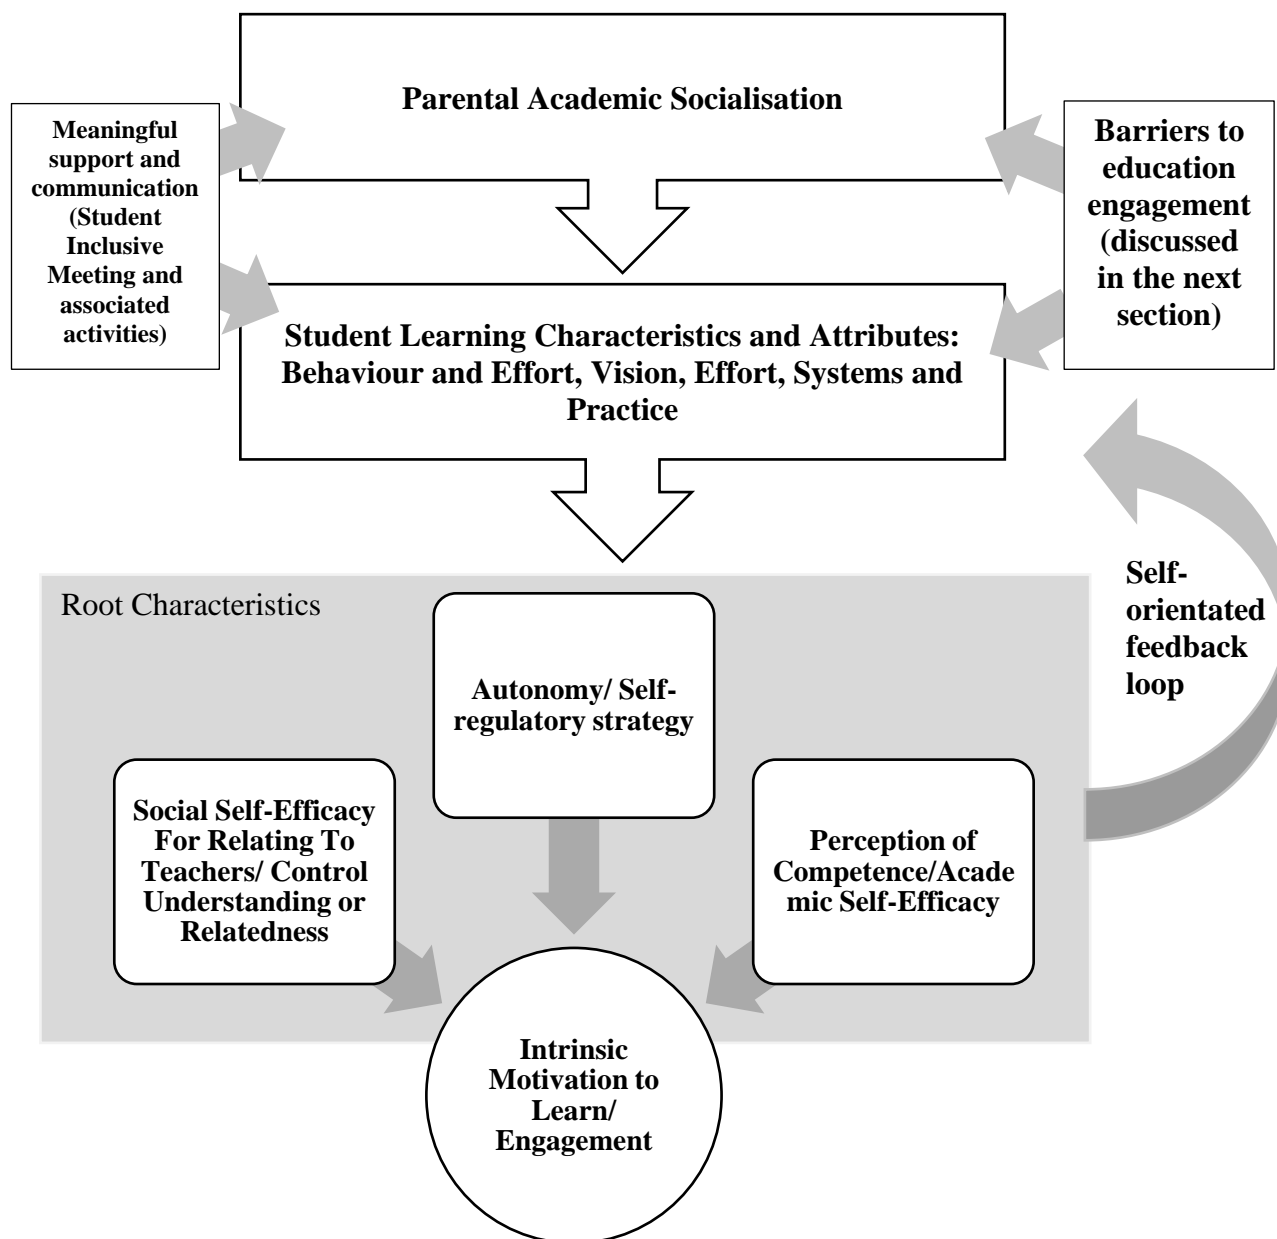 Parental Academic Socialisation
Meaningful
support and
communication
(Student
Inclusive
Meeting and
associated
activities)
Barriers to
education
engagement
(discussed
in the next
section)
Student Learning Characteristics and Attributes:
Behaviour and Effort, Vision, Effort, Systems and
Practice
Self-
orientated
feedback
loop
Root Characteristics
Autonomy/ Self-
regulatory strategy
Social Self-Efficacy
For Relating To
Teachers/ Control
Understanding or
Relatedness
Perception of
Competence/Acade
mic Self-Efficacy
Intrinsic
Motivation to
Learn/
Engagement